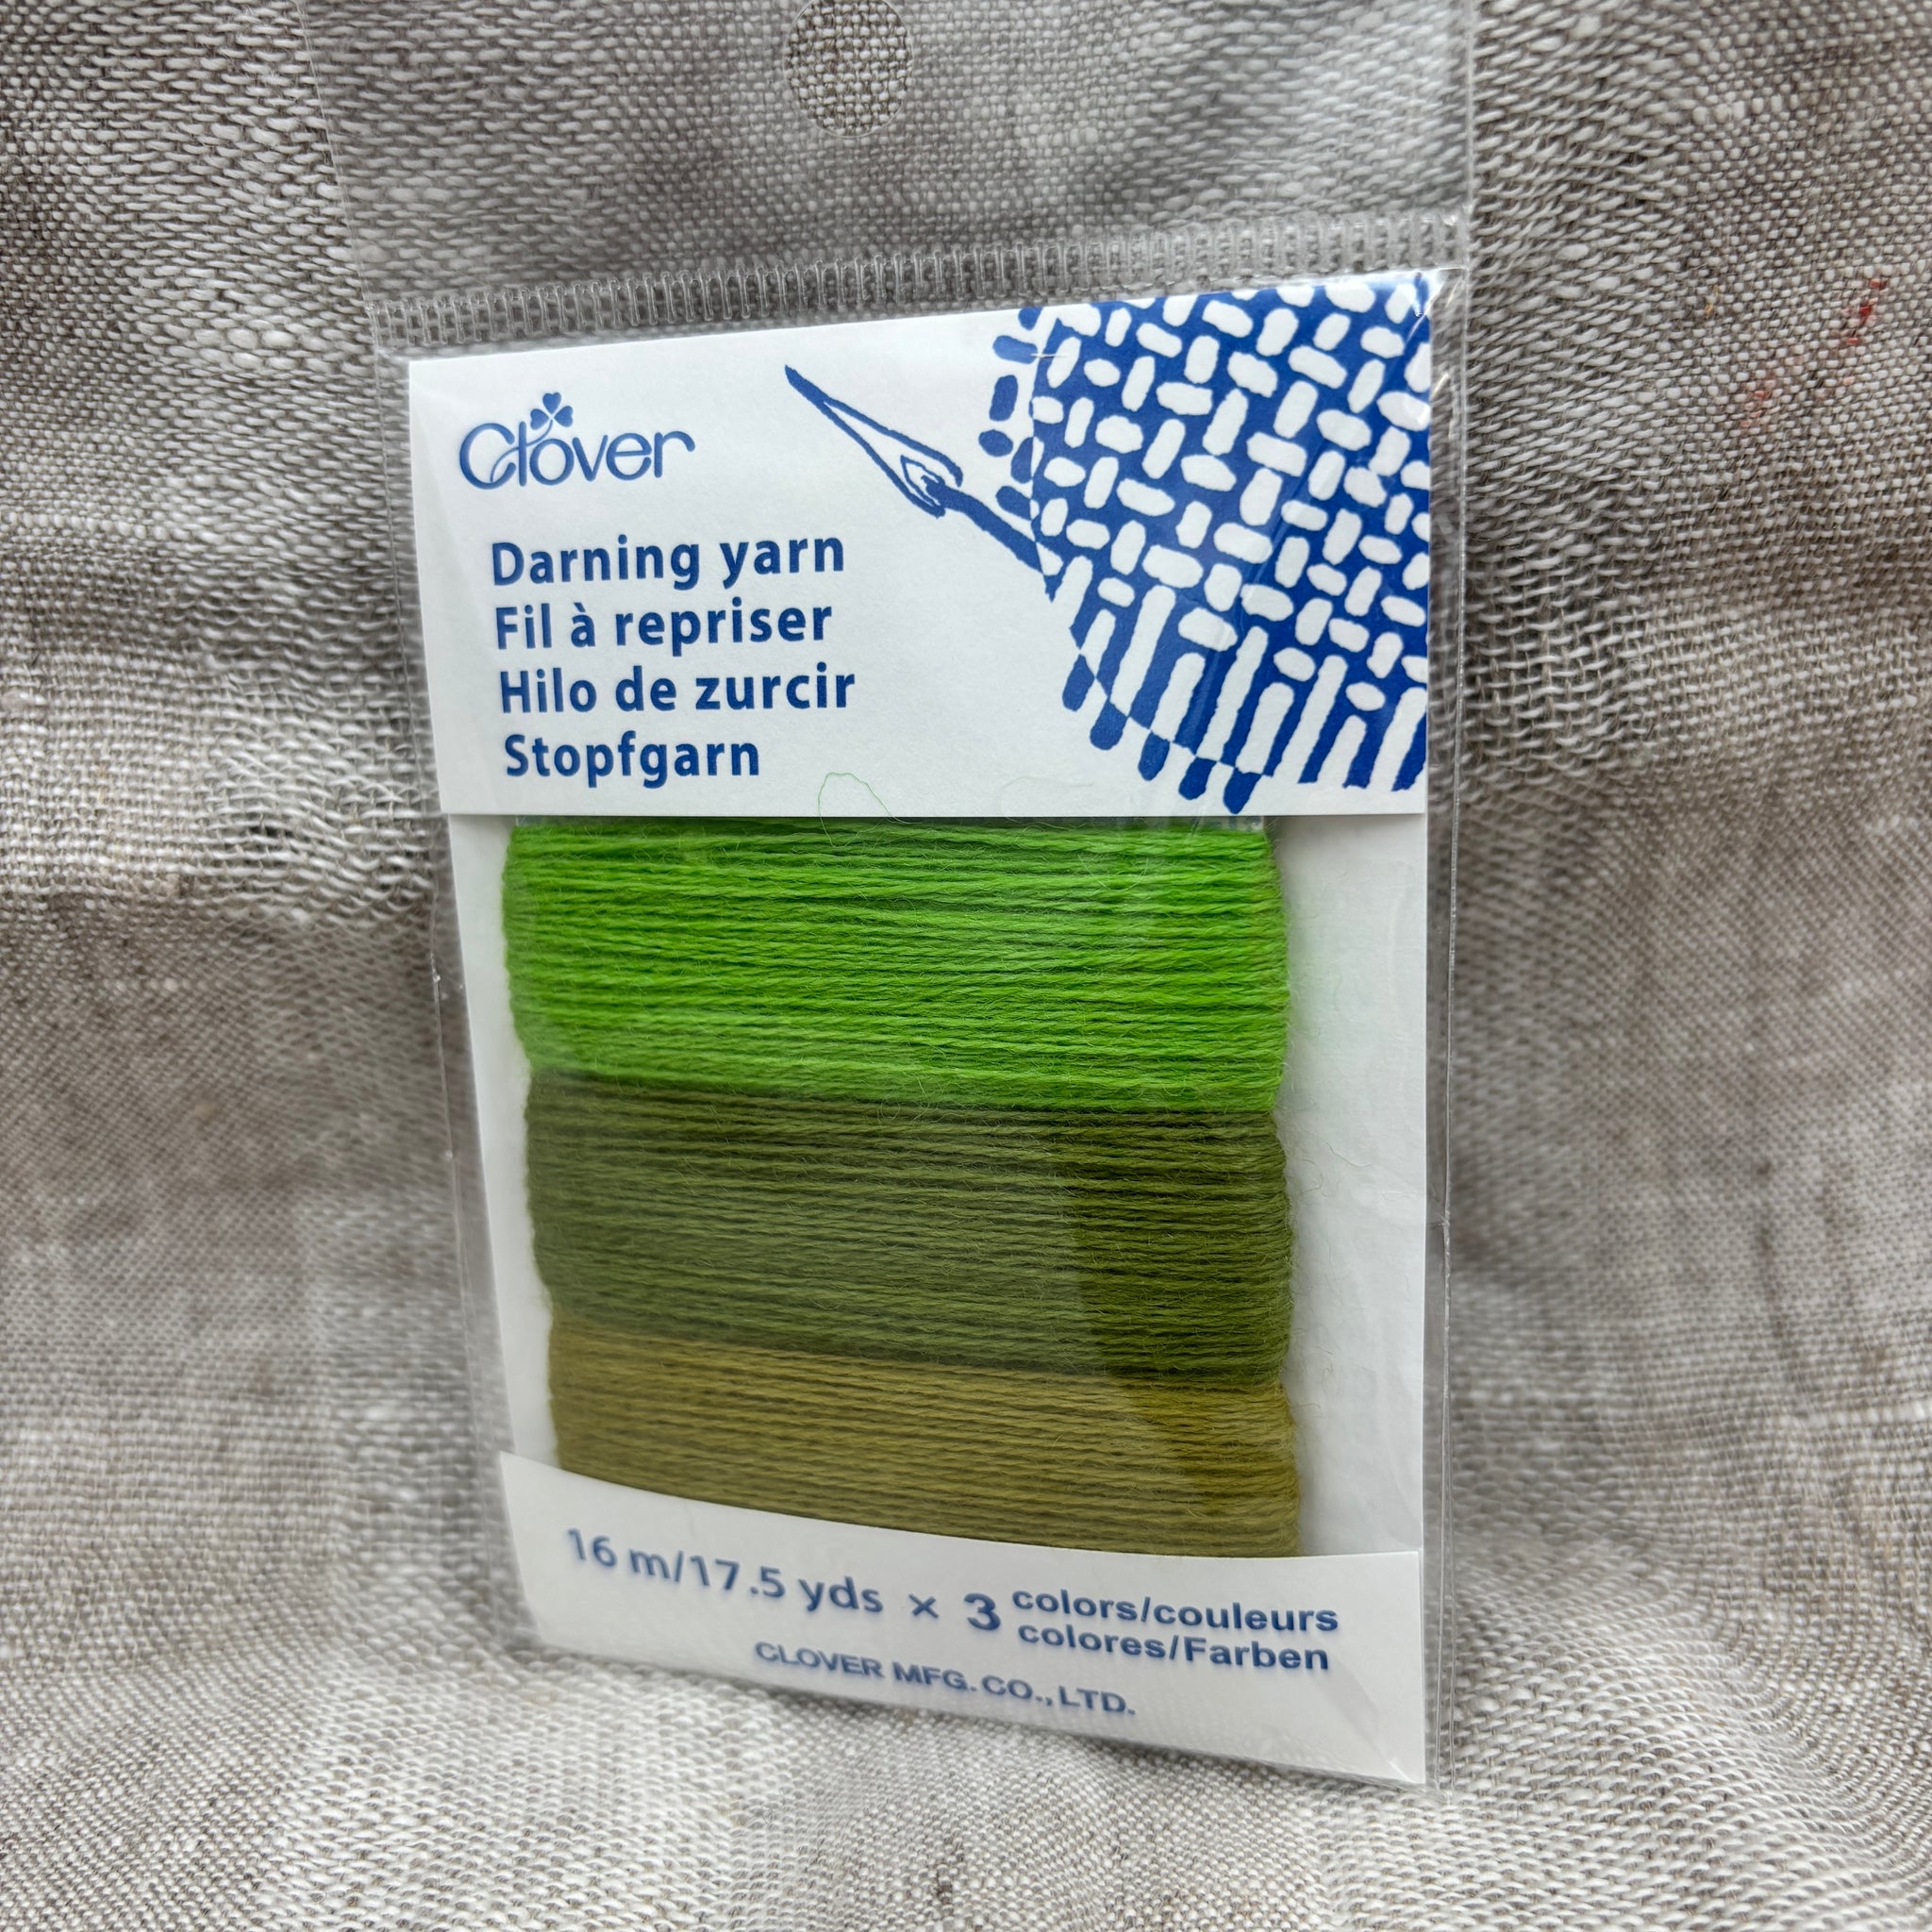 Clover
Darning yarn
Fil à repriser
Hilo de zurcir
Stopfgarn
16 m/17.5 yds × 3 colors/couleurs
colores/Farben
CLOVER MFG. CO., LTD.